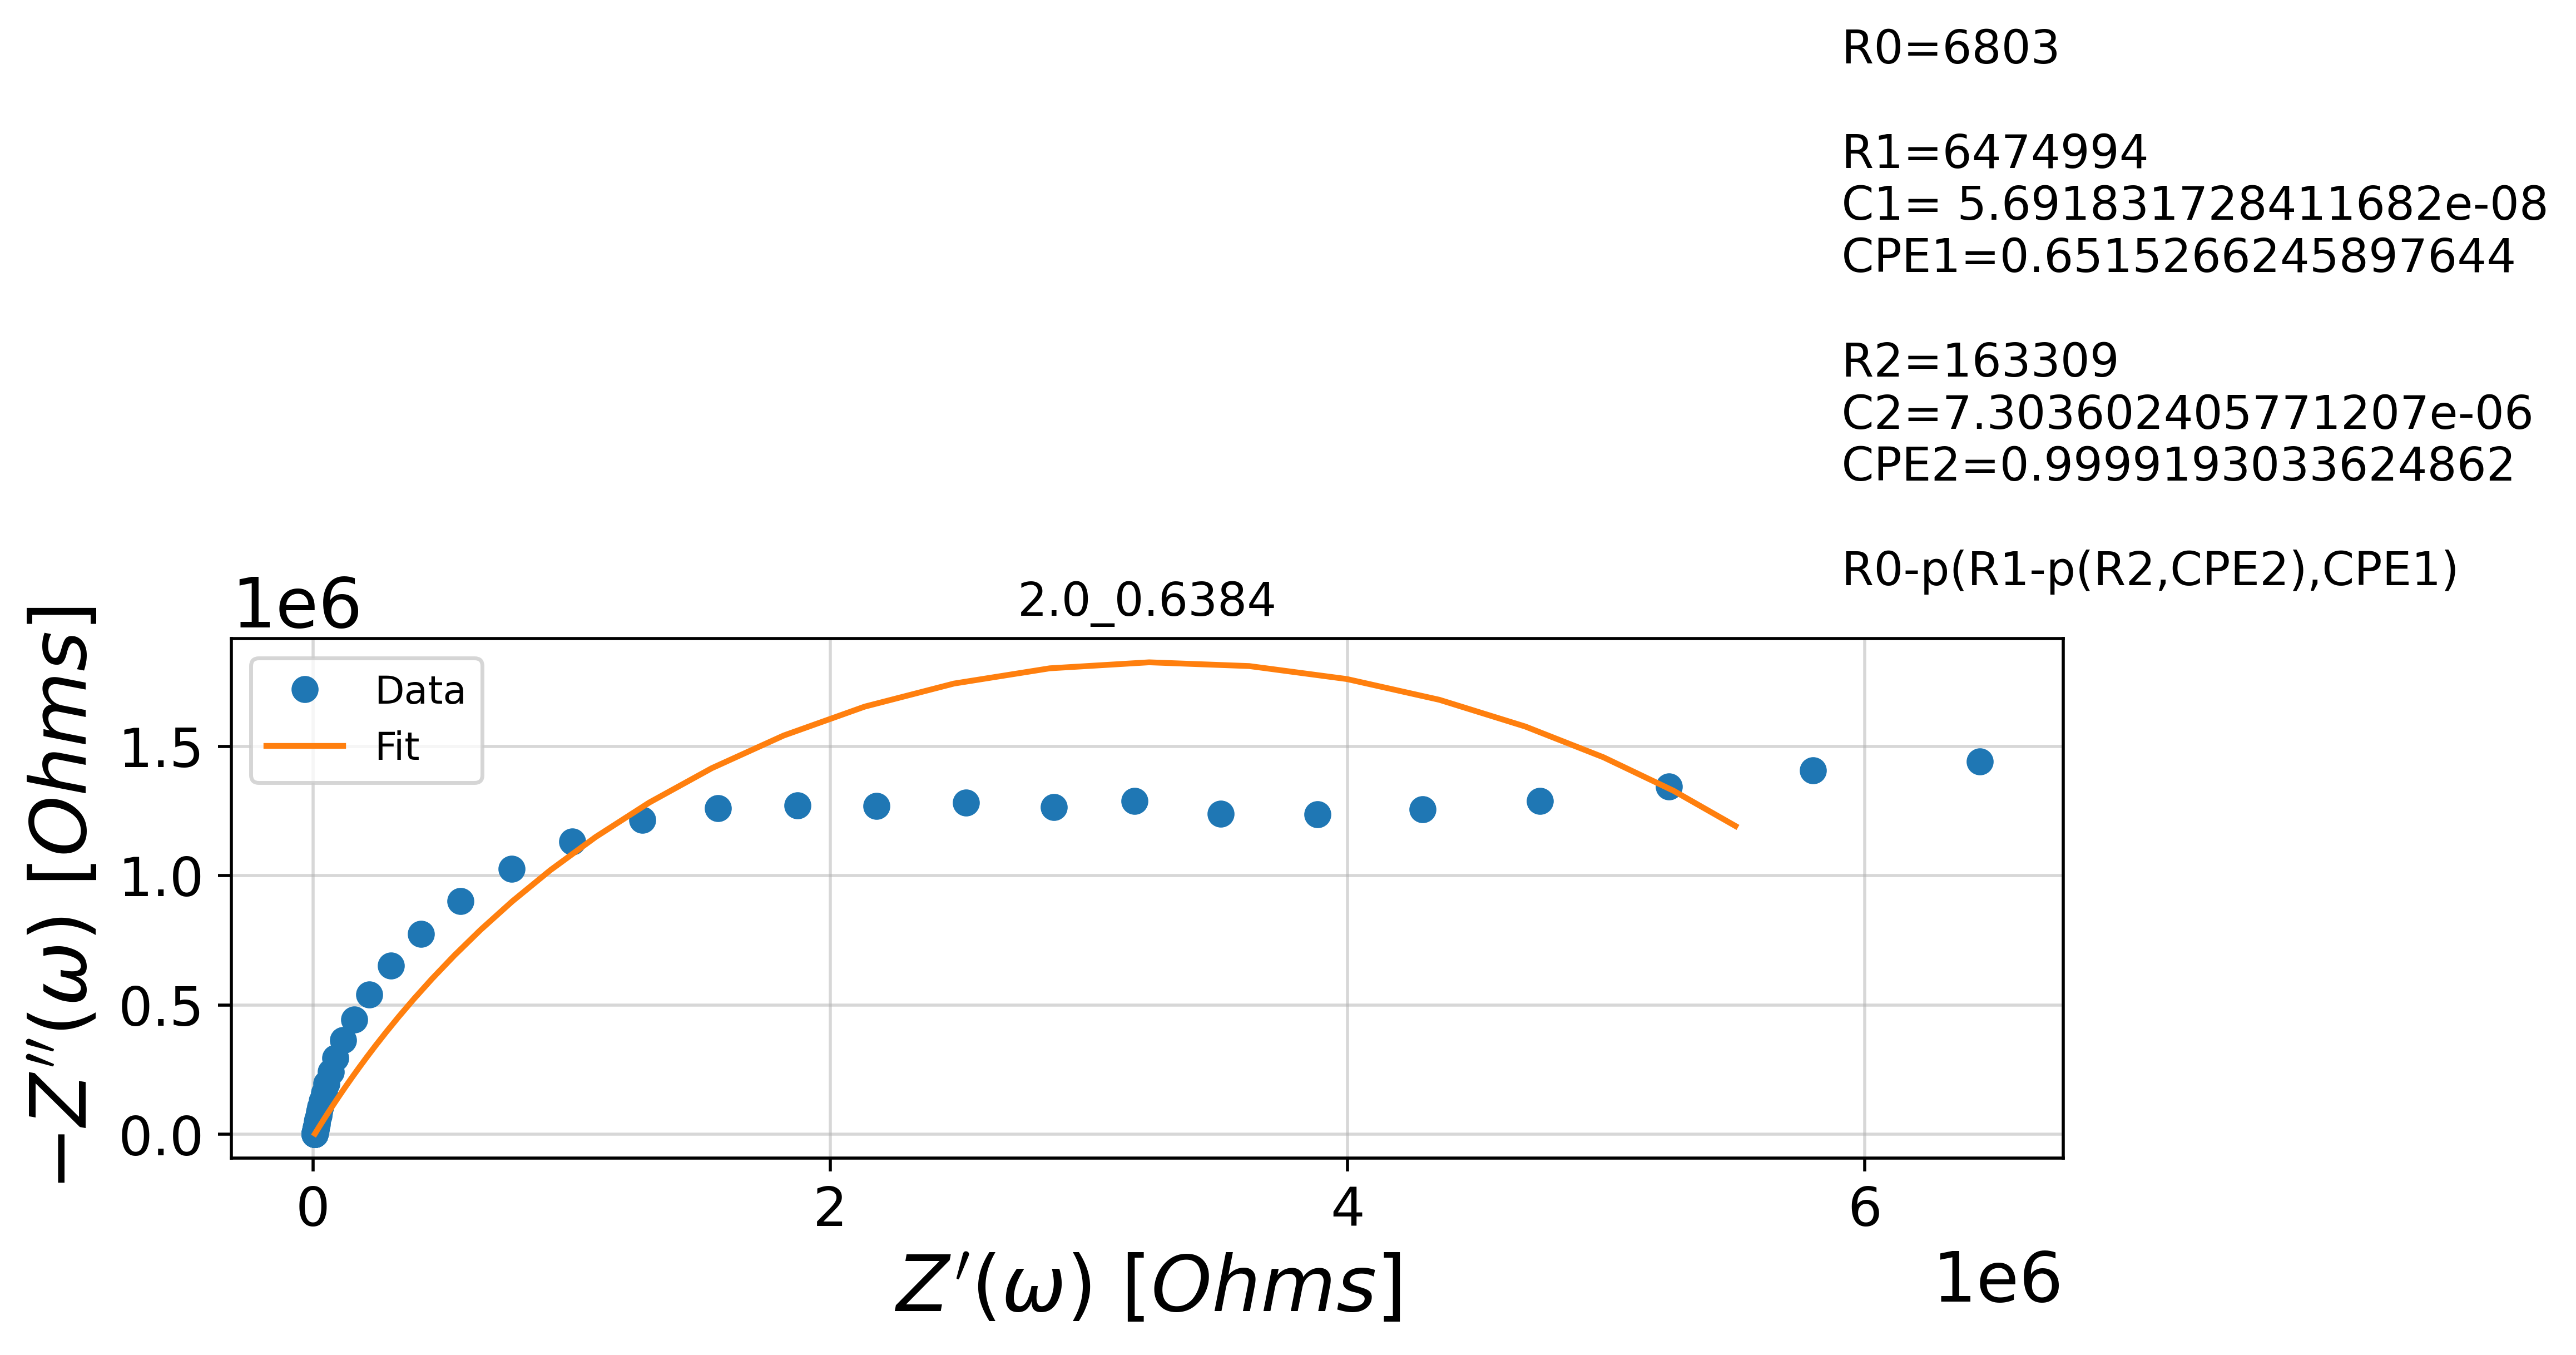 R0=6803
R1=6474994
C1= 5.691831728411682e-08
CPE1=0.6515266245897644
R2=163309
C2=7.303602405771207e-06
CPE2=0.9999193033624862
R0-p(R1-p(R2,CPE2),CPE1)
1e6
2.0_0.6384
Data
Fit
−Z′′(ω) [Ohms]
1.5
1.0
0.5
0.0
0 2 4 6
Z′(ω) [Ohms]
1e6